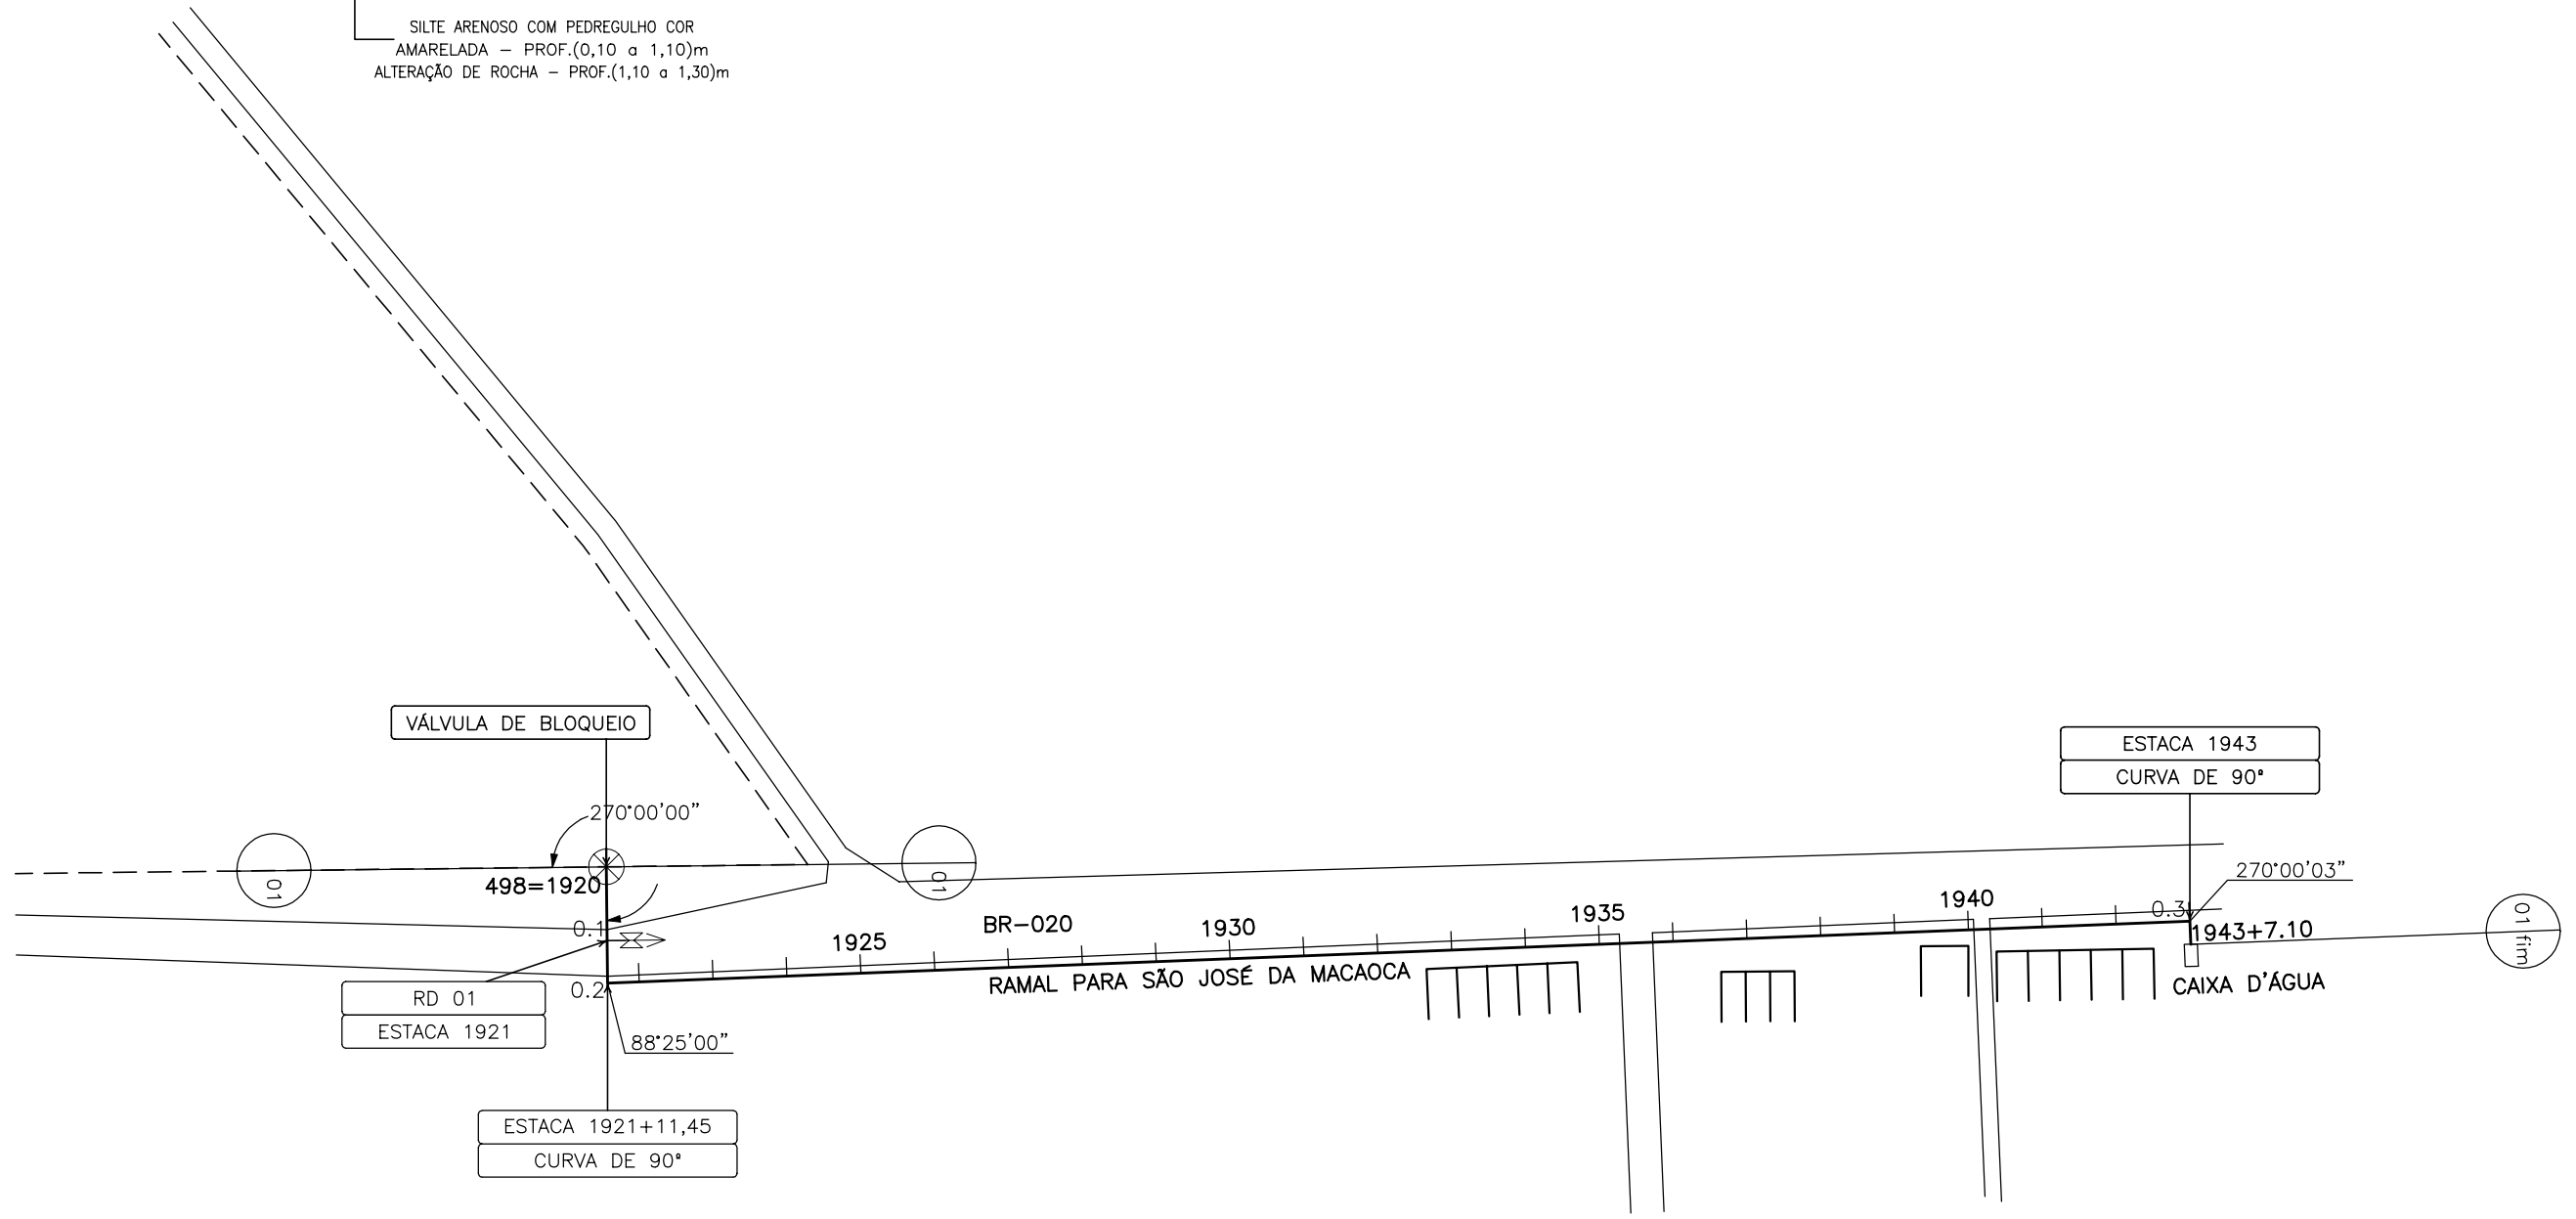 SILTE ARENOSO COM PEDREGULHO COR
AMARELADA – PROF.(0,10 a 1,10)m
ALTERAÇÃO DE ROCHA – PROF.(1,10 a 1,30)m
VÁLVULA DE BLOQUEIO
270°00'00"
01
498=1920
01
0.1
RD 01
ESTACA 1921
0.2
88°25'00"
ESTACA 1921+11,45
CURVA DE 90°
1925
BR-020
1930
1935
1940
RAMAL PARA SÃO JOSÉ DA MACAOCA
ESTACA 1943
CURVA DE 90°
270°00'03"
0.3
1943+7.10
CAIXA D'ÁGUA
01 fim